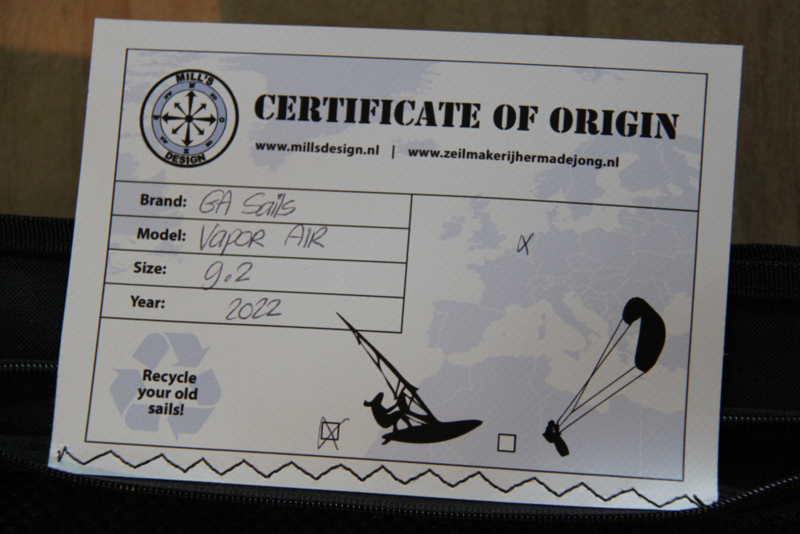 MILL'S
DESIGN
CERTIFICATE OF ORIGIN
www.millsdesign.nl | www.zeilmakerijhermadejong.nl
Brand: GA Sails
Model: VAPOR AIR
Size: 9.2
Year: 2022
Recycle
your old
sails!